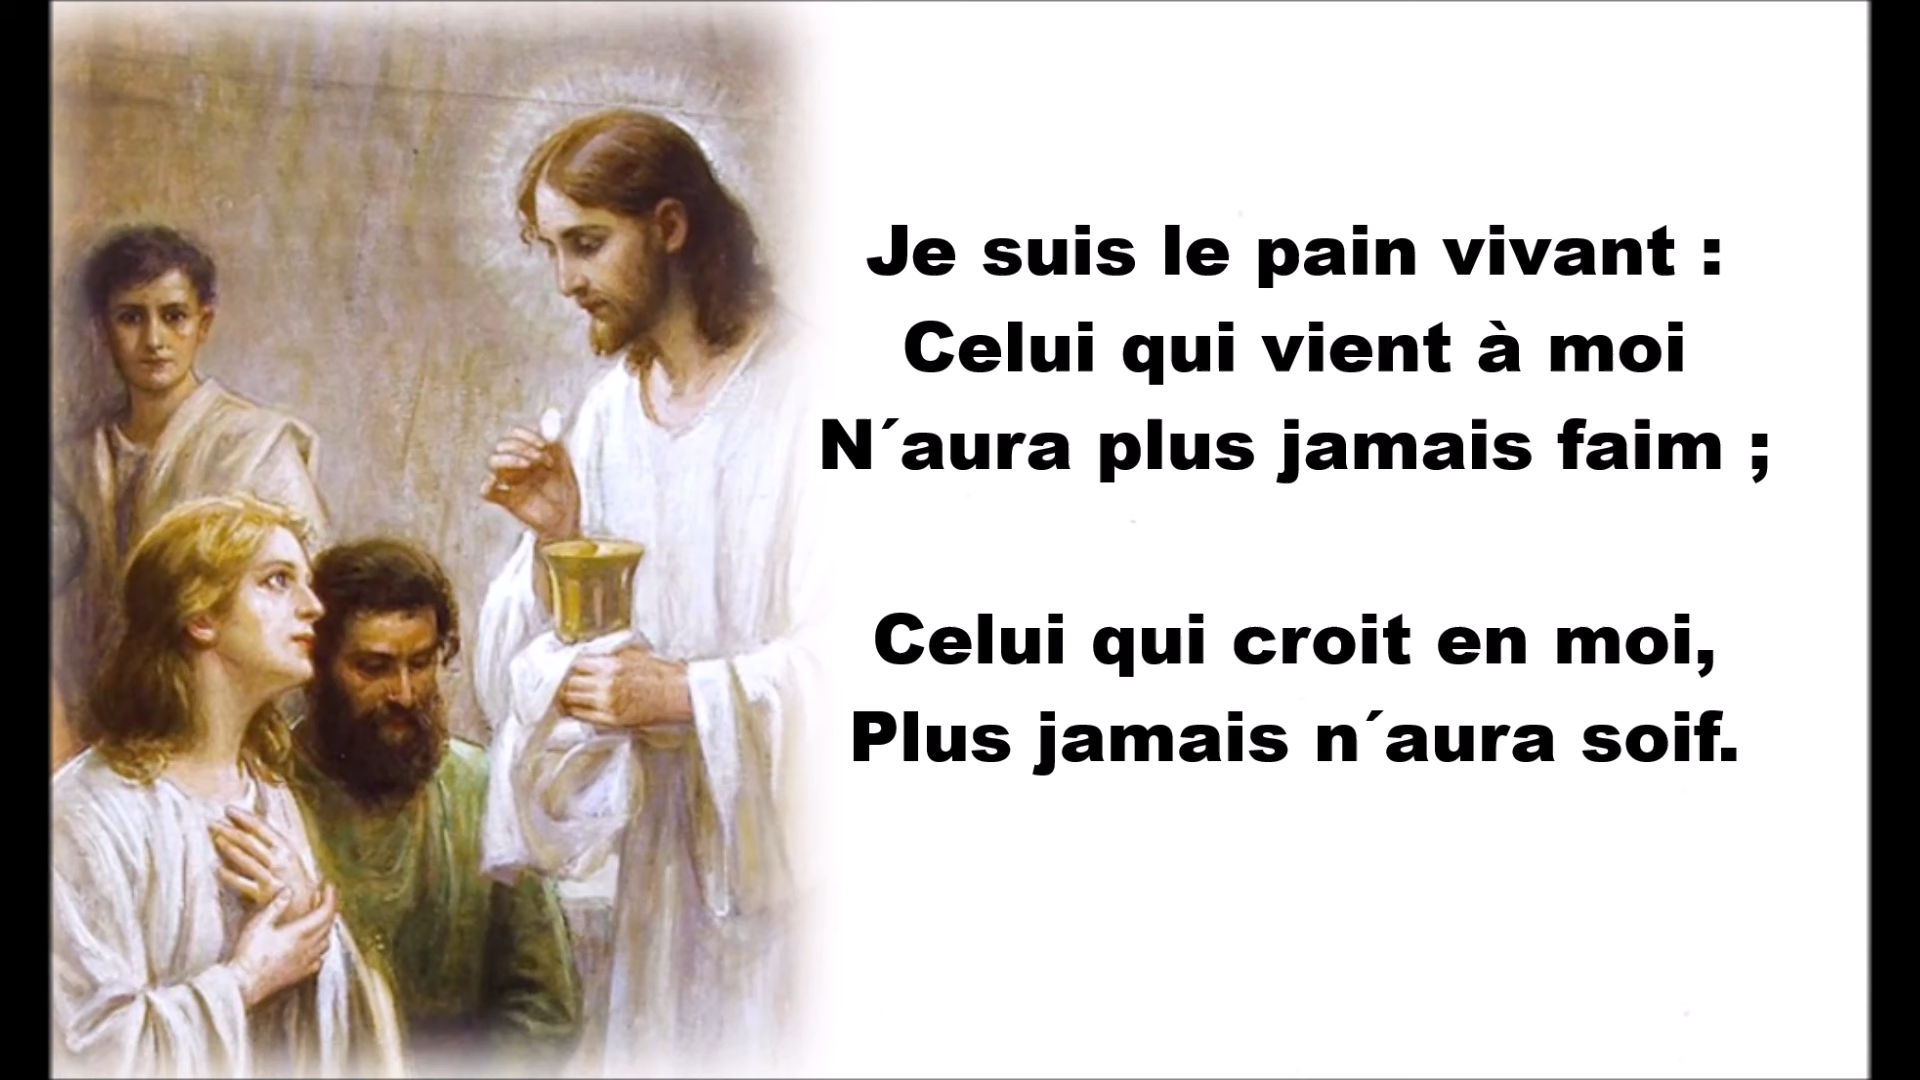 Je suis le pain vivant :
Celui qui vient à moi
N´aura plus jamais faim ;
Celui qui croit en moi,
Plus jamais n´aura soif.